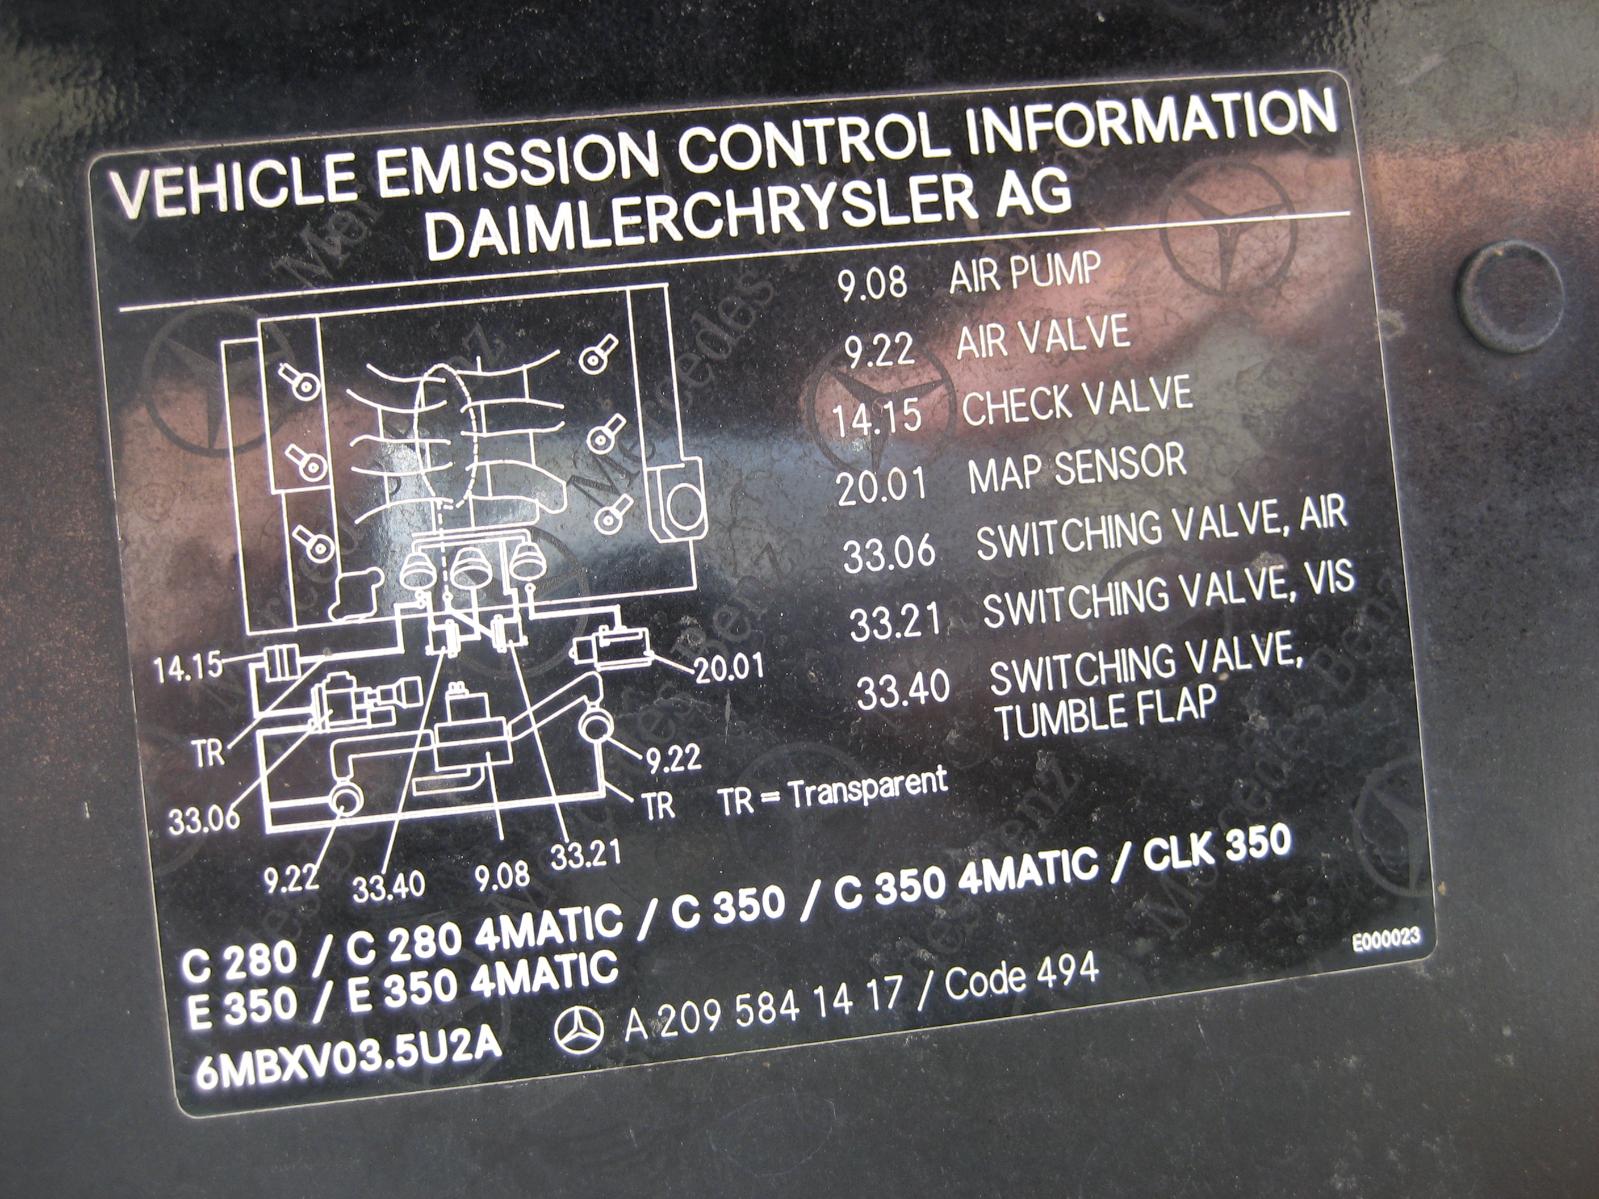 VEHICLE EMISSION CONTROL INFORMATION
DAIMLERCHRYSLER AG
9.08 AIR PUMP
9.22 AIR VALVE
14.15 CHECK VALVE
20.01 MAP SENSOR
33.06 SWITCHING VALVE, AIR
33.21 SWITCHING VALVE, VIS
33.40 SWITCHING VALVE,
TUMBLE FLAP
14.15
20.01
TR
9.22
33.06
TR
TR = Transparent
9.22
33.40
9.08
33.21
C 280 / C 280 4MATIC / C 350 / C 350 4MATIC / CLK 350
E 350 / E 350 4MATIC
E000023
6MBXV03.5U2A
A 209 584 14 17 / Code 494
Mercedes Benz